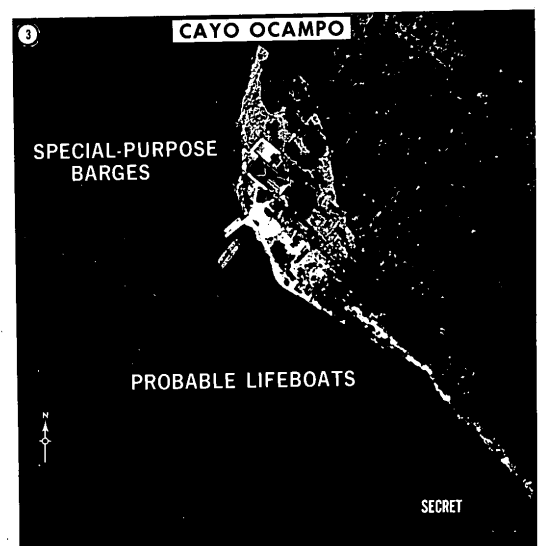 3
CAYO OCAMPO
SPECIAL-PURPOSE
BARGES
PROBABLE LIFEBOATS
N
SECRET